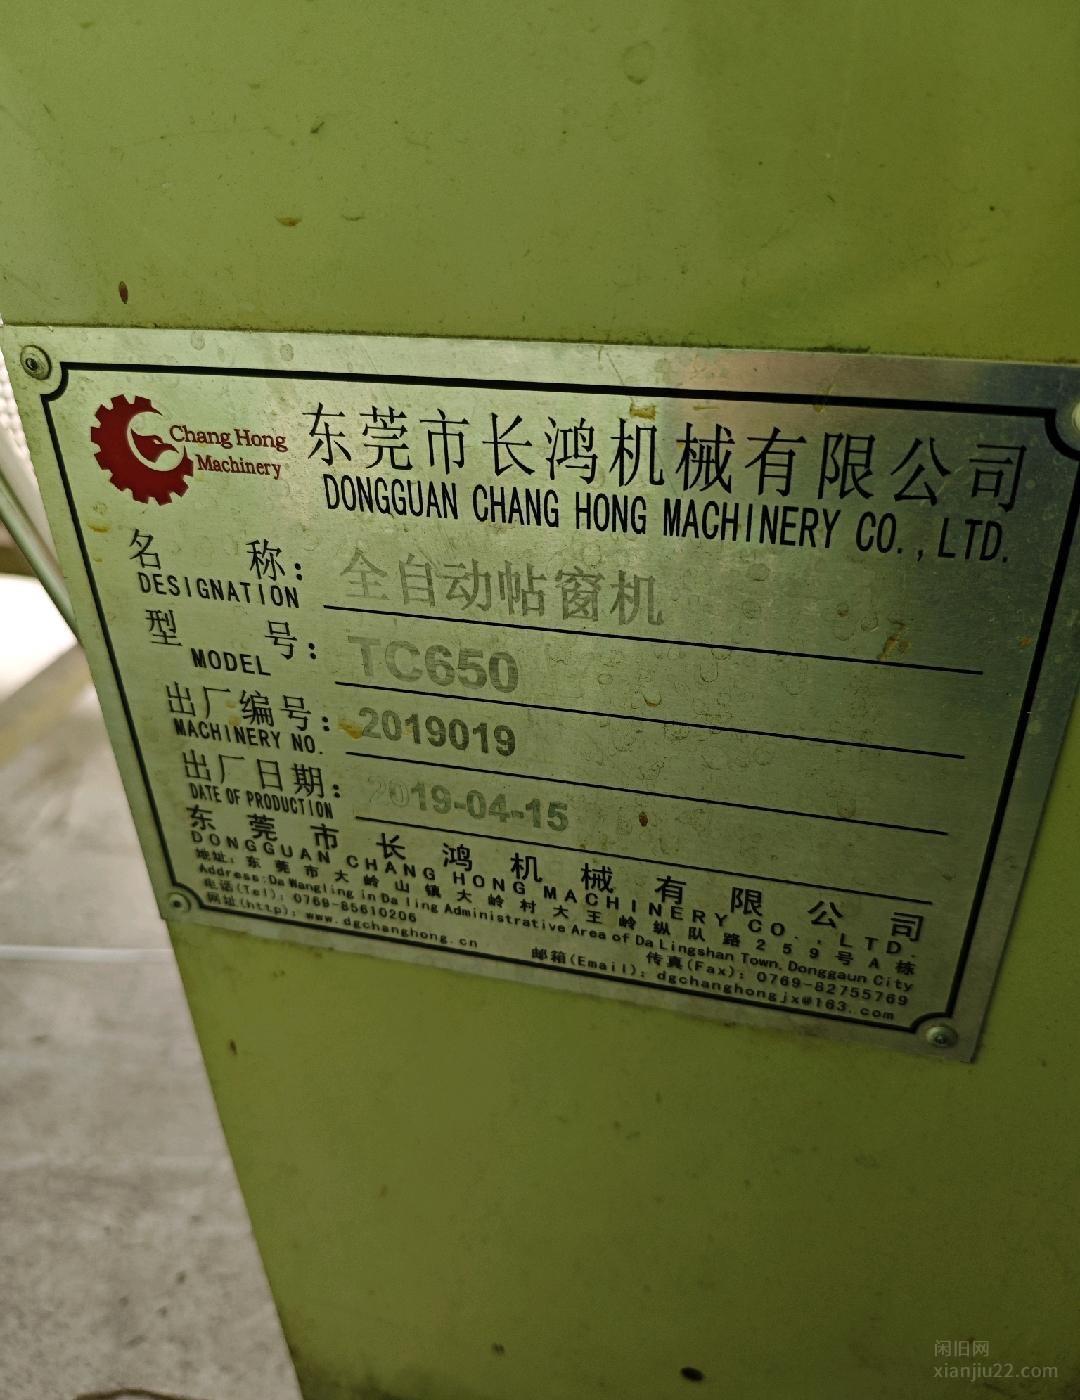 Chang Hong
Machinery
东莞市长鸿机械有限公司
DONGGUAN CHANG HONG MACHINERY CO., LTD.
名 称: 全自动帖窗机
DESIGNATION
型 号: TC650
MODEL
出厂编号: 2019019
MACHINERY NO.
出厂日期: 2019-04-15
DATE OF PRODUCTION
东莞市长鸿机械有限公司
DONGGUAN CHANG HONG MACHINERY CO., LTD.
地址: 东莞市大岭山镇大岭村大王岭纵队路259号A栋
Address: Da Wangling in Da ling Administrative Area of Da Lingshan Town, Donggaun City
电话(Tel): 0769-85610206 传真(Fax): 0769-82755769
网址(http): www.dgchanghong.cn 邮箱(Email): dgchanghongjx@163.com
闲旧网
xianjiu22.com